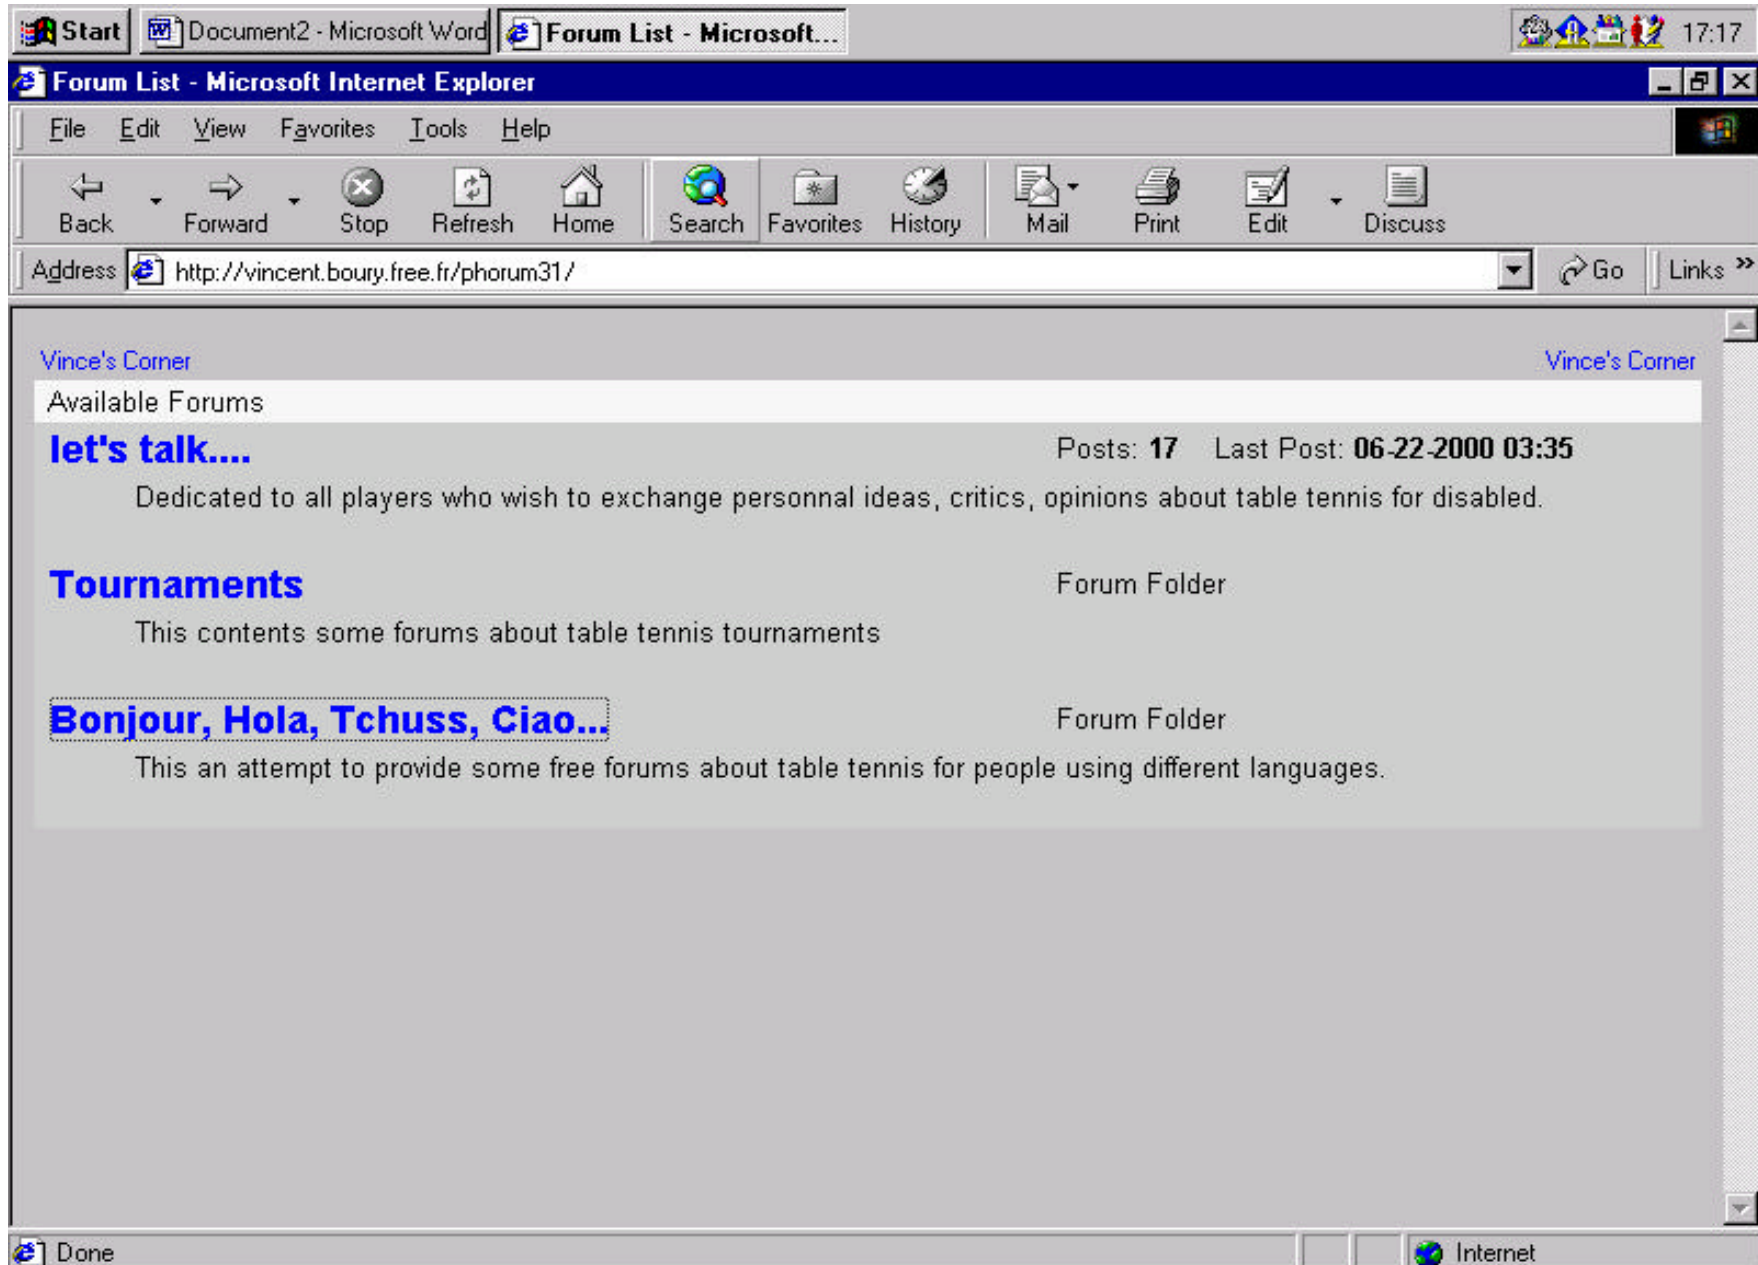 Start Document2 - Microsoft Word Forum List - Microsoft... 17:17
Forum List - Microsoft Internet Explorer
File Edit View Favorites Tools Help
Back Forward Stop Refresh Home Search Favorites History Mail Print Edit Discuss
Address http://vincent.boury.free.fr/phorum31/ Go Links »
Vince's Corner Vince's Corner
Available Forums
let's talk.... Posts: 17 Last Post: 06-22-2000 03:35
Dedicated to all players who wish to exchange personnal ideas, critics, opinions about table tennis for disabled.
Tournaments Forum Folder
This contents some forums about table tennis tournaments
Bonjour, Hola, Tchuss, Ciao... Forum Folder
This an attempt to provide some free forums about table tennis for people using different languages.
Done Internet